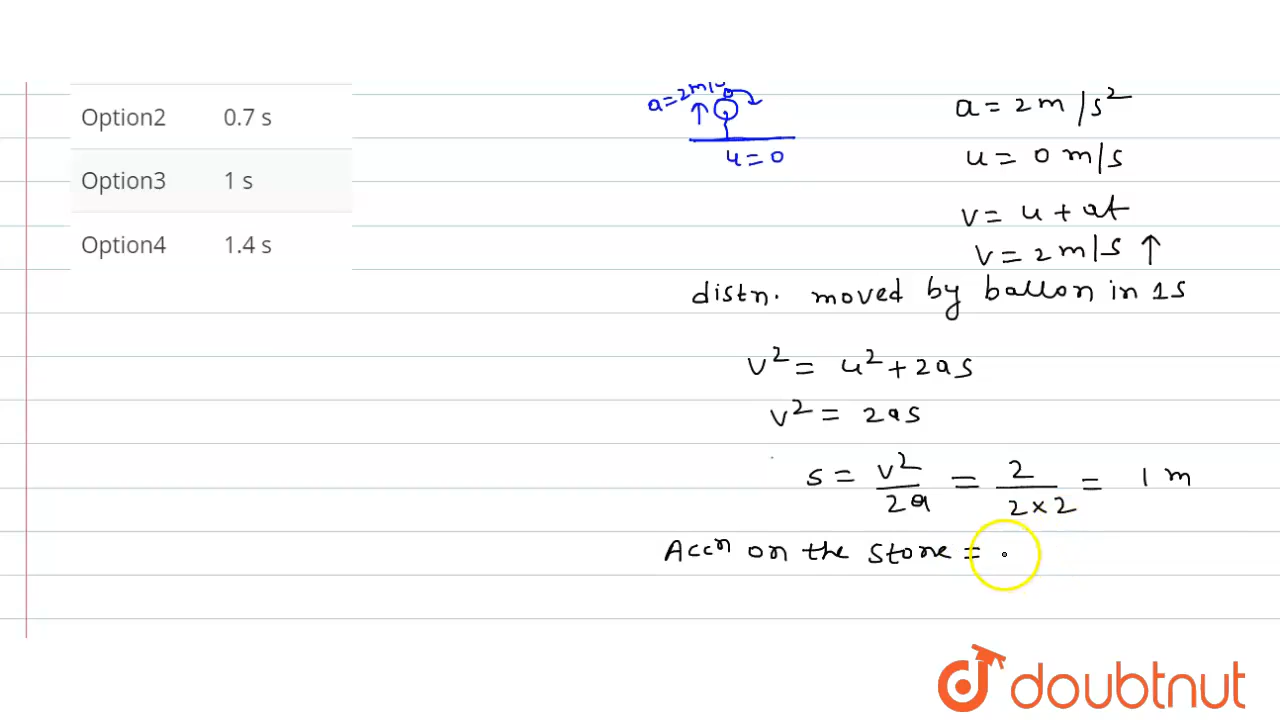 Option2 0.7 s
Option3 1 s
Option4 1.4 s
a = 2 m/s
u = 0
a = 2 m / s²
u = 0 m/s
v = u + at
v = 2 m/s ↑
distn. moved by ballon in 1s
v² = u² + 2as
v² = 2as
s = v²/2a = 2/2×2 = 1 m
Accⁿ on the stone =
doubtnut